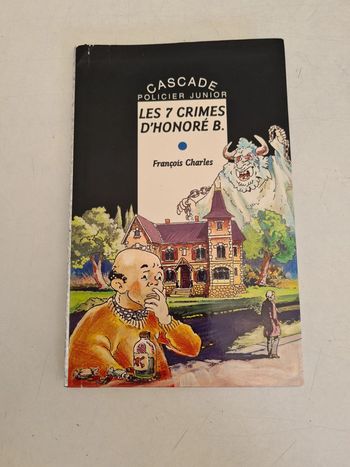 CASCADE
POLICIER JUNIOR
LES 7 CRIMES
D'HONORÉ B.
François Charles